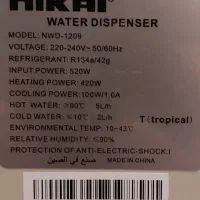 HIKAI
WATER DISPENSER
MODEL: NWD-1209
VOLTAGE: 220-240V~ 50/60Hz
REFRIGERANT: R134a/42g
INPUT POWER: 520W
HEATING POWER: 420W
COOLING POWER: 100W/1.0A
HOT WATER: ≥90℃ 5L/h
COLD WATER: ≤10℃ 2L/h
T (tropical)
ENVIRONMENTAL TEMP: 10~43℃
RELATIVE HUMIDITY: ≤90%
PROTECTION OF ANTI-ELECTRIC-SHOCK: I
صنع في الصين
MADE IN CHINA